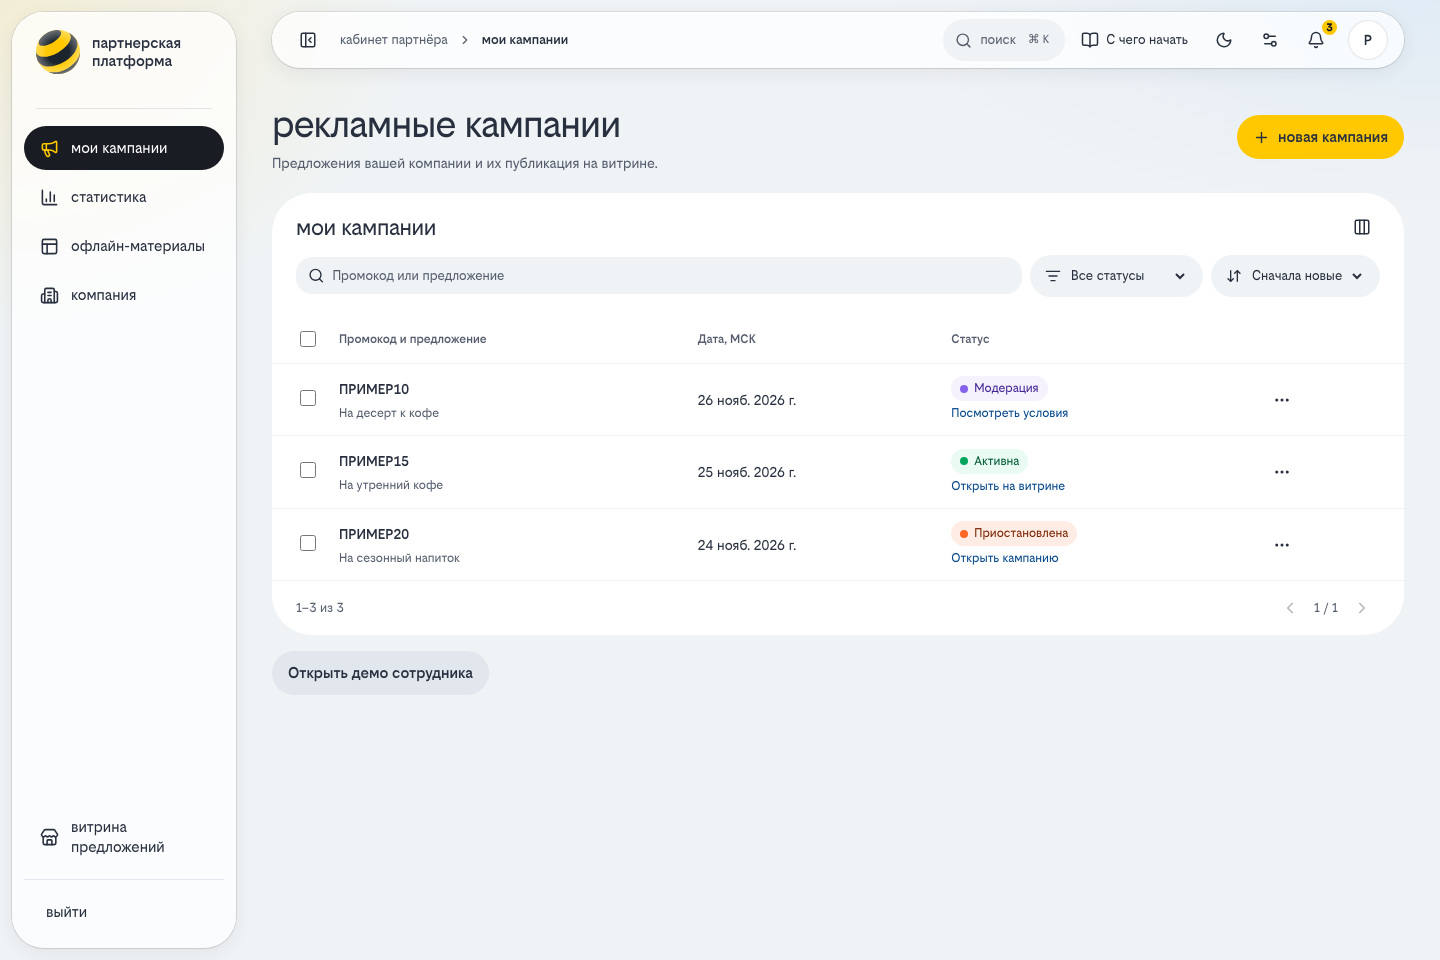 партнерская
платформа
мои кампании
статистика
офлайн-материалы
компания
витрина
предложений
выйти
кабинет партнёра
мои кампании
поиск ⌘ K
С чего начать
3
P
рекламные кампании
Предложения вашей компании и их публикация на витрине.
новая кампания
мои кампании
Промокод или предложение
Все статусы
Сначала новые
Промокод и предложение
Дата, МСК
Статус
ПРИМЕР10
На десерт к кофе
26 нояб. 2026 г.
Модерация
Посмотреть условия
ПРИМЕР15
На утренний кофе
25 нояб. 2026 г.
Активна
Открыть на витрине
ПРИМЕР20
На сезонный напиток
24 нояб. 2026 г.
Приостановлена
Открыть кампанию
1–3 из 3
1 / 1
Открыть демо сотрудника